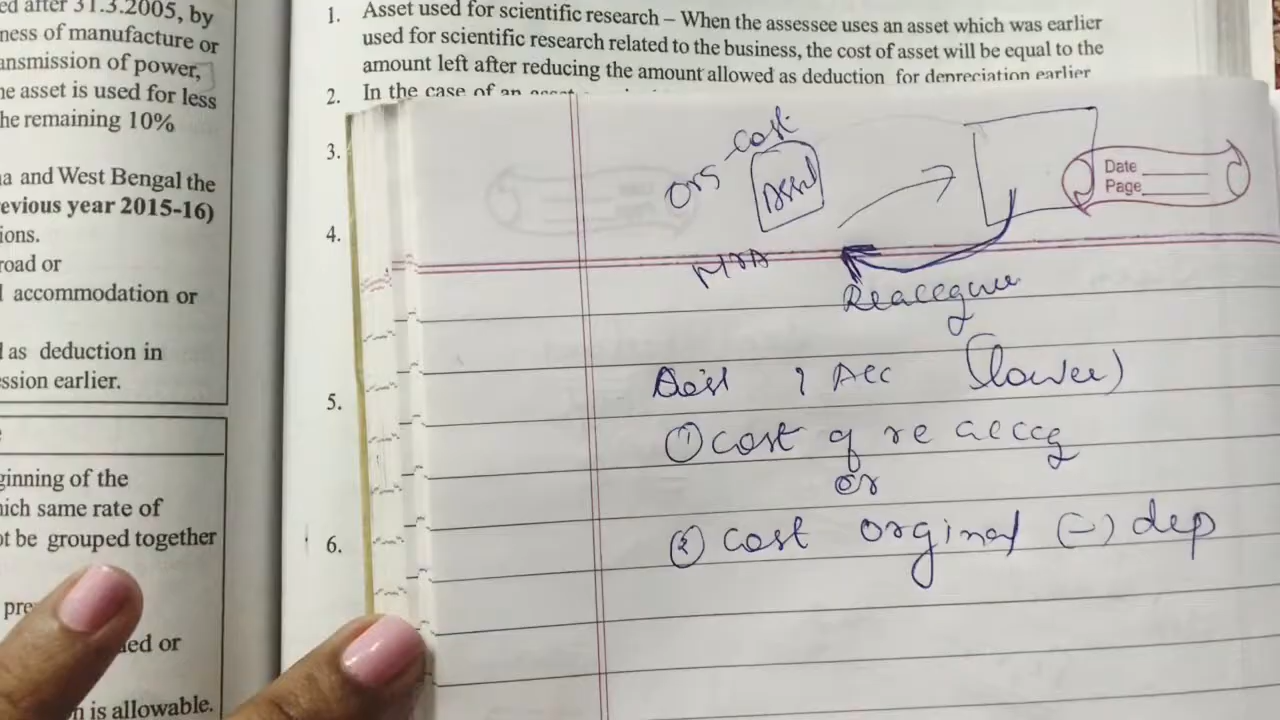 ed after 31.3.2005, by
ness of manufacture or
ansmission of power,
he asset is used for less
he remaining 10%
na and West Bengal the
evious year 2015-16)
ions.
road or
l accommodation or
l as deduction in
ssion earlier.
ginning of the
hich same rate of
ot be grouped together
pre
ed or
n is allowable.
1. Asset used for scientific research – When the assessee uses an asset which was earlier
used for scientific research related to the business, the cost of asset will be equal to the
amount left after reducing the amount allowed as deduction for depreciation earlier
2. In the case of an asset
3.
4.
5.
6.
cost
Asset
Date
Page
(lower)
① cost of re accq
or
② cost orginal (-) dep